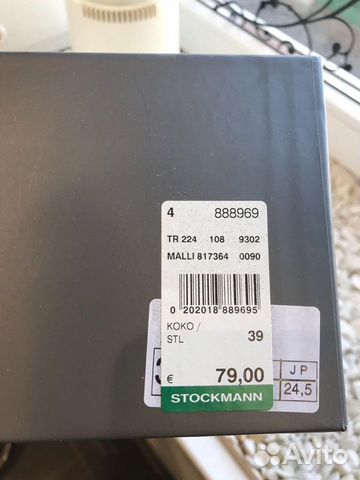 4 888969
TR 224 108 9302
MALLI 817364 0090
0 202018 889695
KOKO / STL 39
€ 79,00
STOCKMANN
JP
24,5
Avito